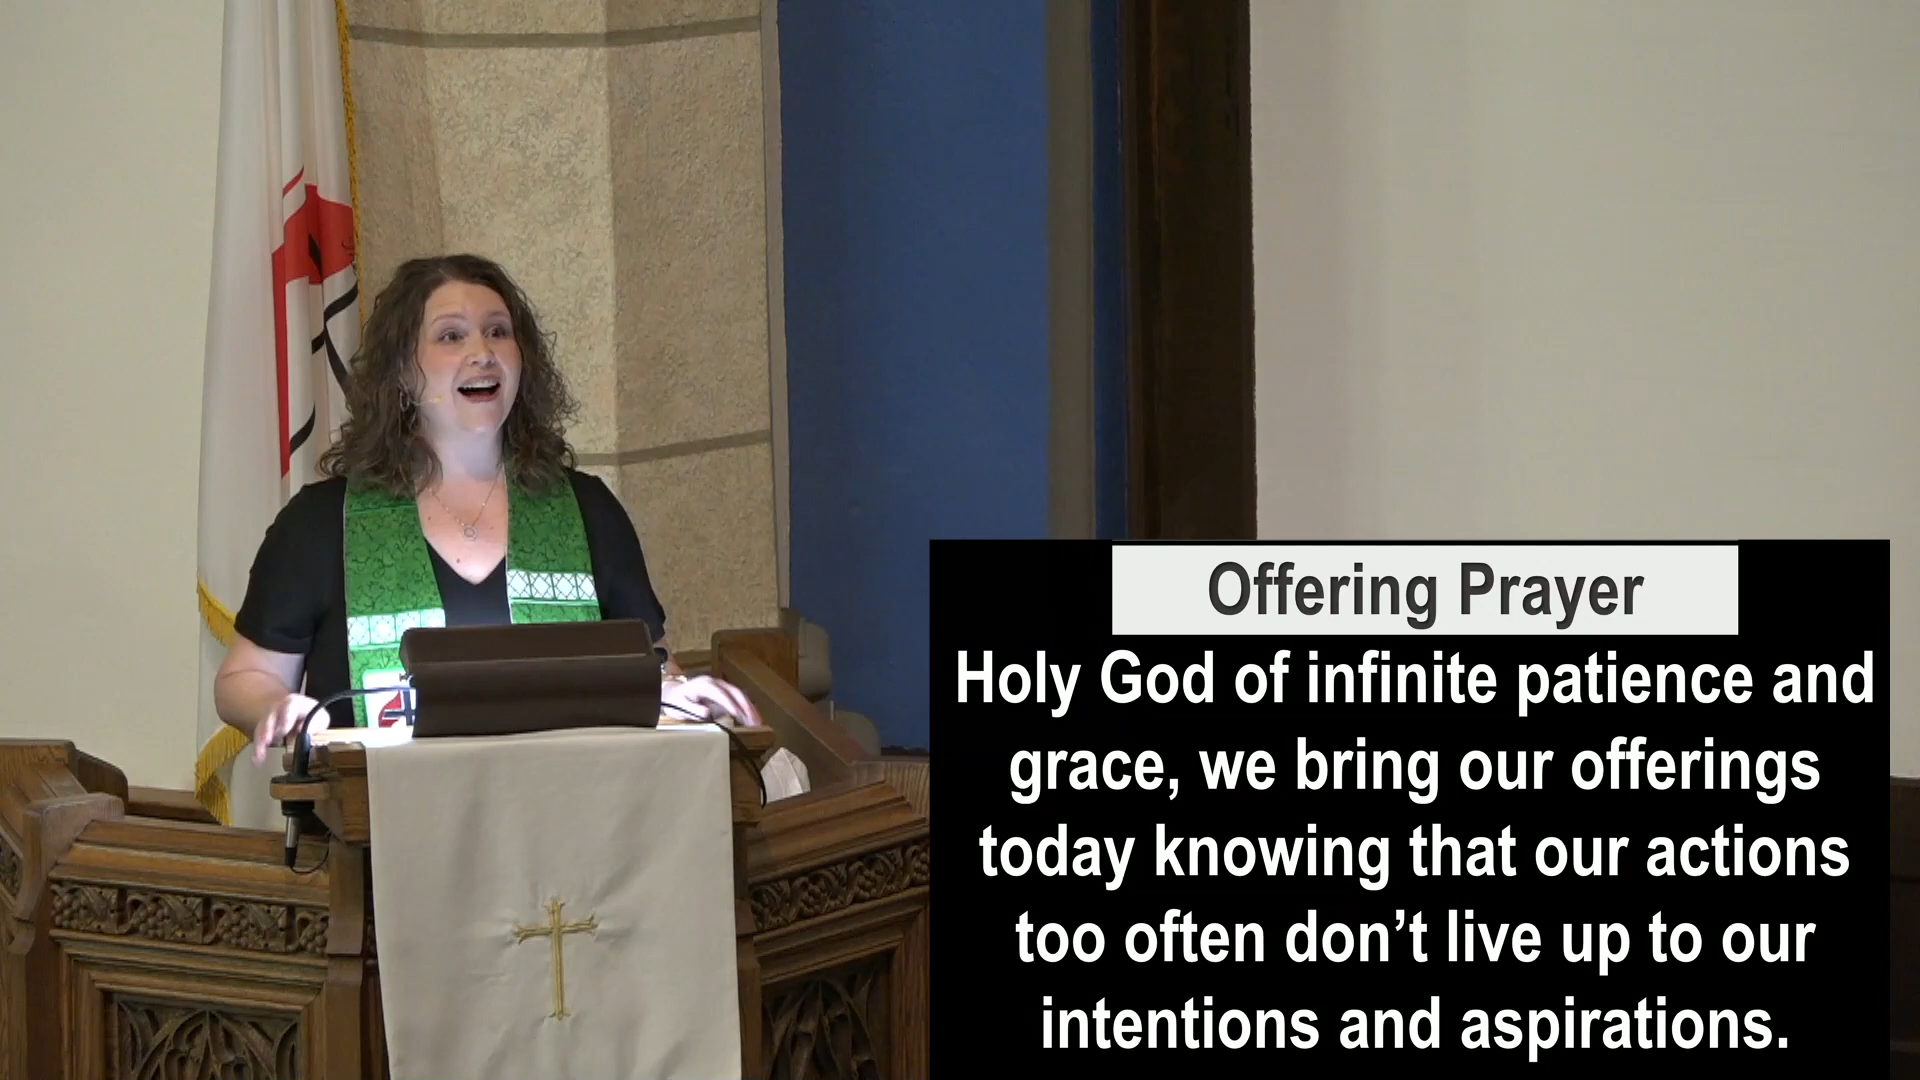 Offering Prayer
Holy God of infinite patience and
grace, we bring our offerings
today knowing that our actions
too often don’t live up to our
intentions and aspirations.